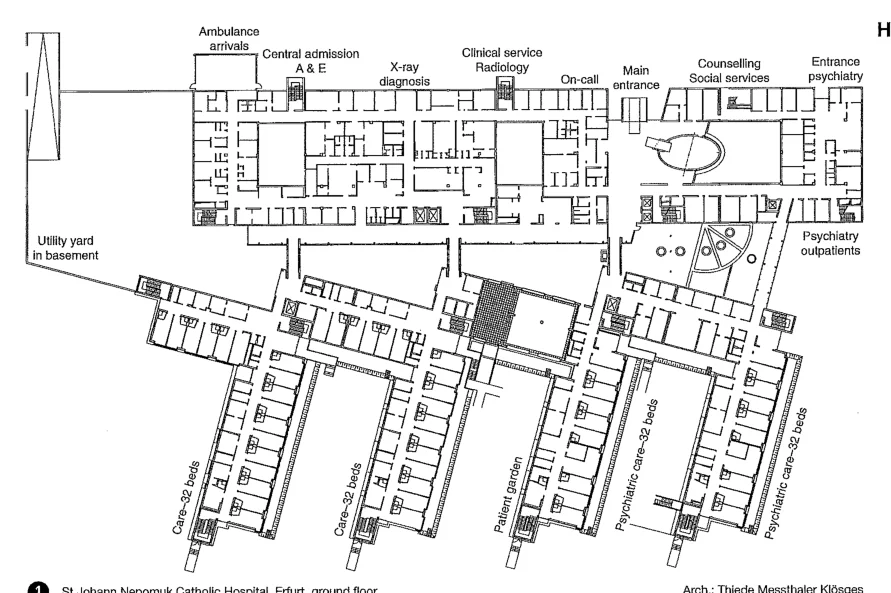 H
Ambulance
arrivals
Central admission
A & E
X-ray
diagnosis
Clinical service
Radiology
On-call
Main
entrance
Counselling
Social services
Entrance
psychiatry
Utility yard
in basement
Psychiatry
outpatients
Care–32 beds
Care–32 beds
Patient garden
Psychiatric care–32 beds
Psychiatric care–32 beds
1 St Johann Nepomuk Catholic Hospital, Erfurt, ground floor
Arch.: Thiede Messthaler Klösges